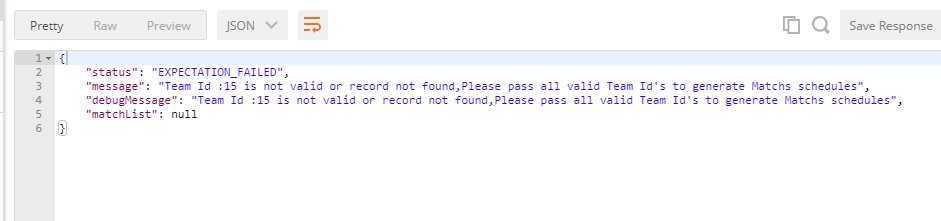 Pretty Raw Preview JSON Save Response
1 {
2 "status": "EXPECTATION_FAILED",
3 "message": "Team Id :15 is not valid or record not found,Please pass all valid Team Id's to generate Matchs schedules",
4 "debugMessage": "Team Id :15 is not valid or record not found,Please pass all valid Team Id's to generate Matchs schedules",
5 "matchList": null
6 }